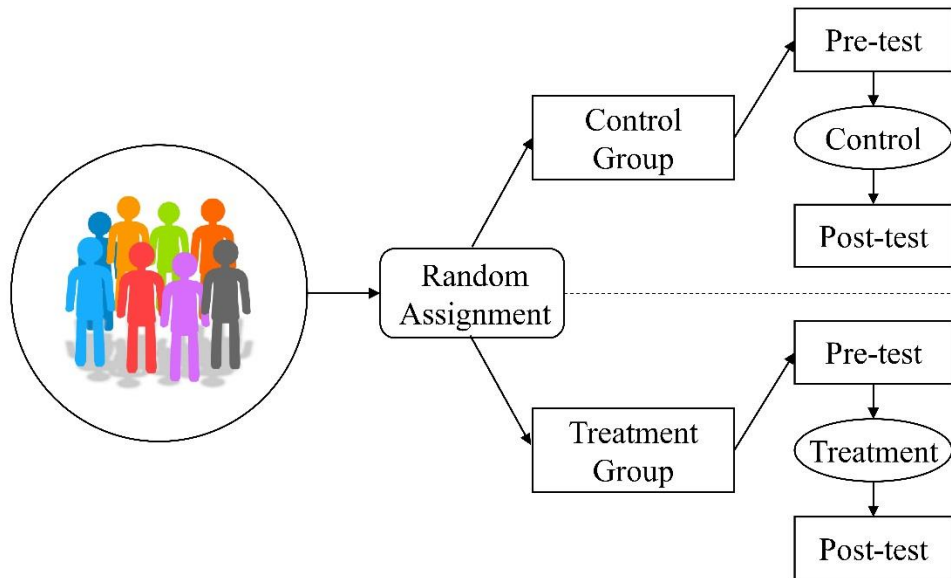 Pre-test
Control
Group
Control
Post-test
Random
Assignment
Pre-test
Treatment
Group
Treatment
Post-test